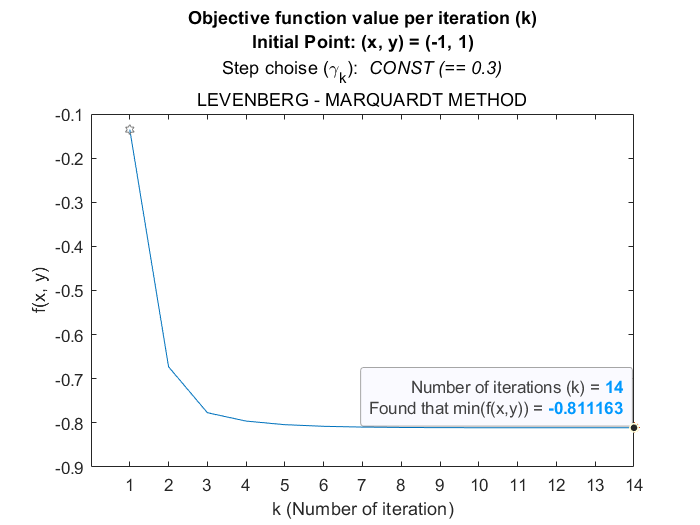 Objective function value per iteration (k)
Initial Point: (x, y) = (-1, 1)
Step choise (γk): CONST (== 0.3)
LEVENBERG - MARQUARDT METHOD
-0.1
-0.2
-0.3
-0.4
-0.5
-0.6
-0.7
-0.8
-0.9
f(x, y)
Number of iterations (k) = 14
Found that min(f(x,y)) = -0.811163
1 2 3 4 5 6 7 8 9 10 11 12 13 14
k (Number of iteration)